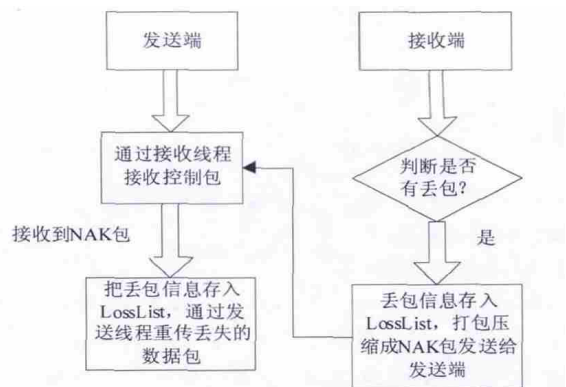 发送端
接收端
通过接收线程
接收控制包
判断是否
有丢包?
接收到NAK包
是
把丢包信息存入
LossList，通过发
送线程重传丢失的
数据包
丢包信息存入
LossList，打包压
缩成NAK包发送给
发送端